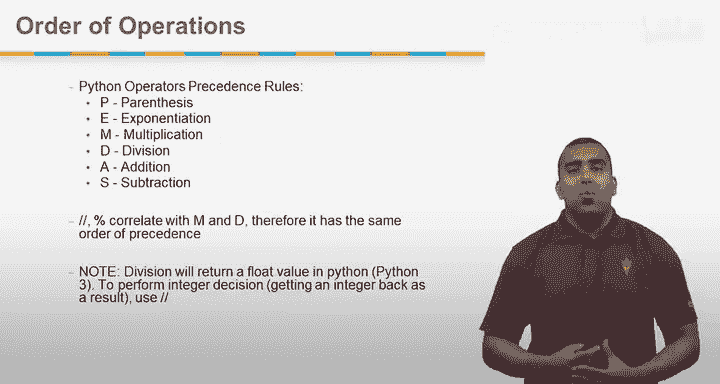 Order of Operations
- Python Operators Precedence Rules:
• P - Parenthesis
• E - Exponentiation
• M - Multiplication
• D - Division
• A - Addition
• S - Subtraction
- //, % correlate with M and D, therefore it has the same
order of precedence
- NOTE: Division will return a float value in python (Python
3). To perform integer decision (getting an integer back as
a result), use //